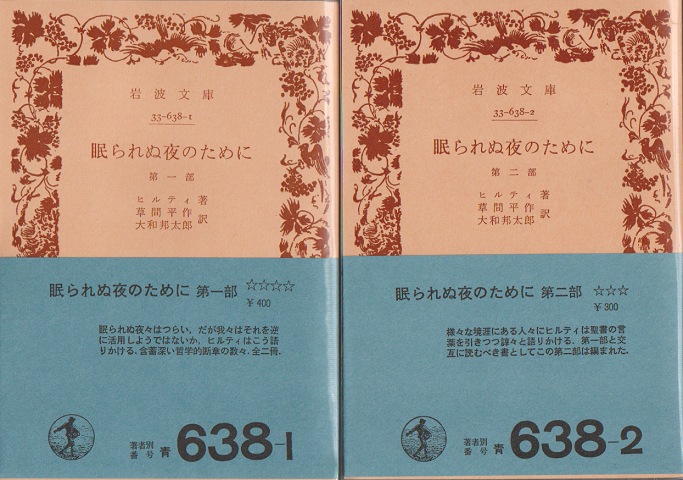 岩波文庫
33-638-1
眠られぬ夜のために
第一部
ヒルティ著
草間平作
大和邦太郎 訳
眠られぬ夜のために 第一部 ☆☆☆☆
¥400
眠られぬ夜々はつらい，だが我々はそれを逆
に活用しようではないか，ヒルティはこう語
りかける．含蓄深い哲学的断章の数々．全二冊．
著者別
番号 青 638-1
岩波文庫
33-638-2
眠られぬ夜のために
第二部
ヒルティ著
草間平作
大和邦太郎 訳
眠られぬ夜のために 第二部 ☆☆☆
¥300
様々な境涯にある人々にヒルティは聖書の言
葉を引きつつ諄々と語りかける．第一部と交
互に読むべき書としてこの第二部は編まれた．
著者別
番号 青 638-2